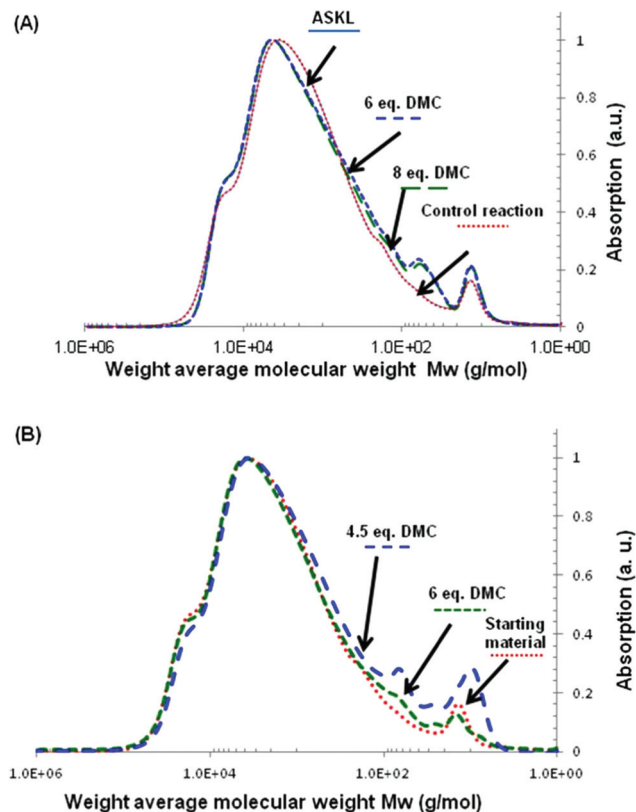 (A)
ASKL
6 eq. DMC
8 eq. DMC
Control reaction
1
0.8
0.6
0.4
0.2
0
Absorption (a.u.)
1.0E+06 1.0E+04 1.0E+02 1.0E+00
Weight average molecular weight Mw (g/mol)
(B)
4.5 eq. DMC
6 eq. DMC
Starting
material
1
0.8
0.6
0.4
0.2
0
Absorption (a. u.)
1.0E+06 1.0E+04 1.0E+02 1.0E+00
Weight average molecular weight Mw (g/mol)